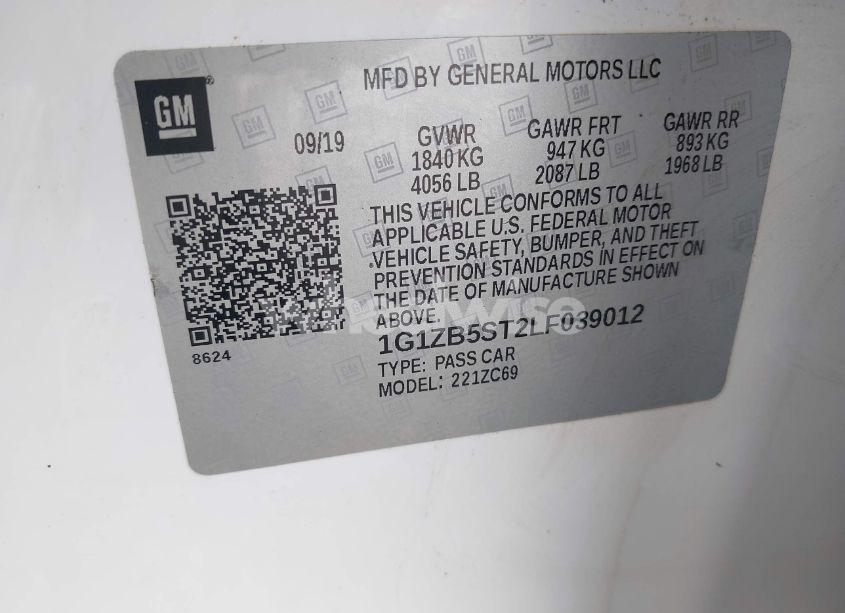 GM
MFD BY GENERAL MOTORS LLC
09/19
GVWR
1840 KG
4056 LB
GAWR FRT
947 KG
2087 LB
GAWR RR
893 KG
1968 LB
THIS VEHICLE CONFORMS TO ALL
APPLICABLE U.S. FEDERAL MOTOR
VEHICLE SAFETY, BUMPER, AND THEFT
PREVENTION STANDARDS IN EFFECT ON
THE DATE OF MANUFACTURE SHOWN
ABOVE.
1G1ZB5ST2LF039012
TYPE: PASS CAR
MODEL: 221ZC69
8624